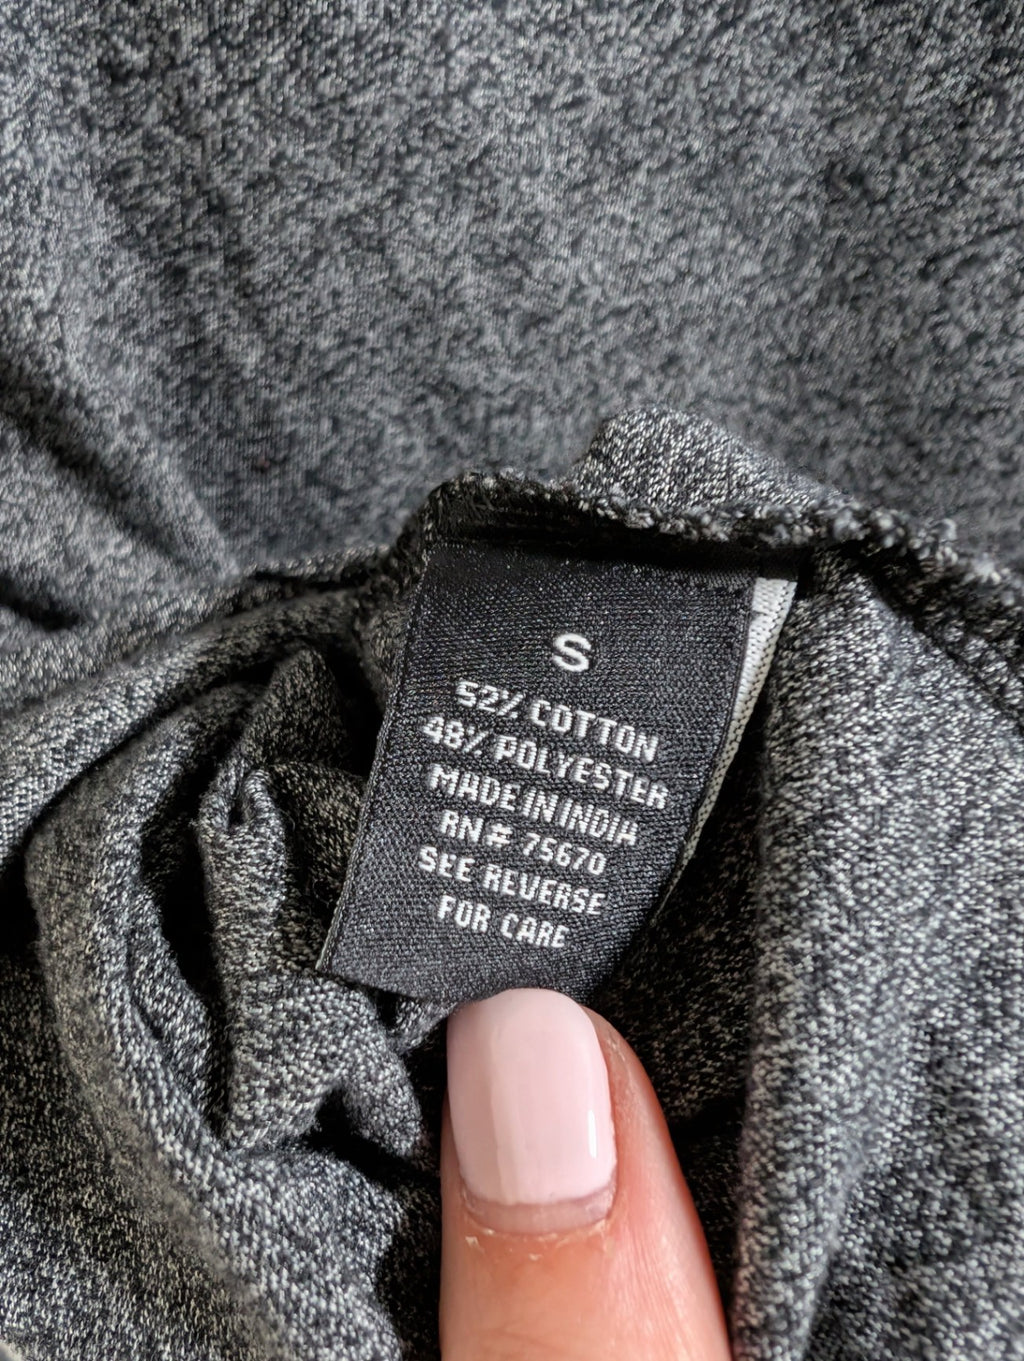 S
52% COTTON
48% POLYESTER
MADE IN INDIA
RN# 75670
SEE REVERSE
FOR CARE